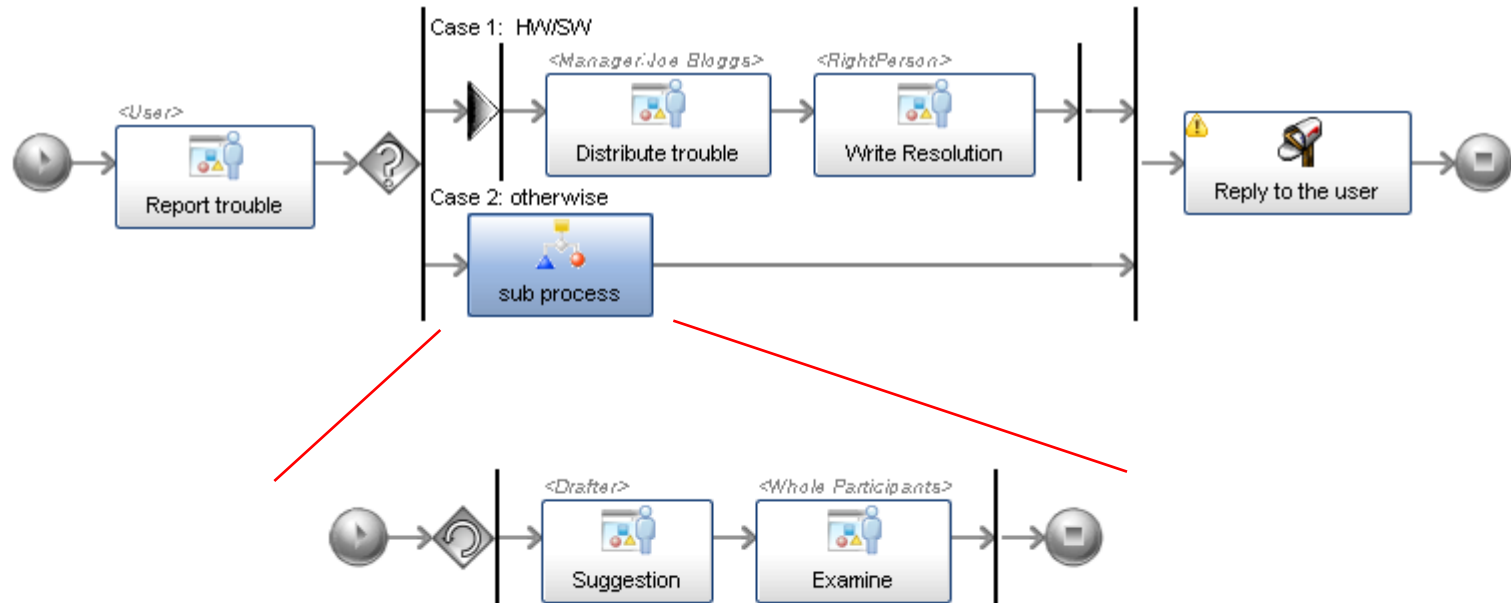 Case 1: HW/SW
<User>
Report trouble
<Manager:Joe Bloggs>
Distribute trouble
<RightPerson>
Write Resolution
Case 2: otherwise
sub process
Reply to the user
<Drafter>
Suggestion
<Whole Participants>
Examine